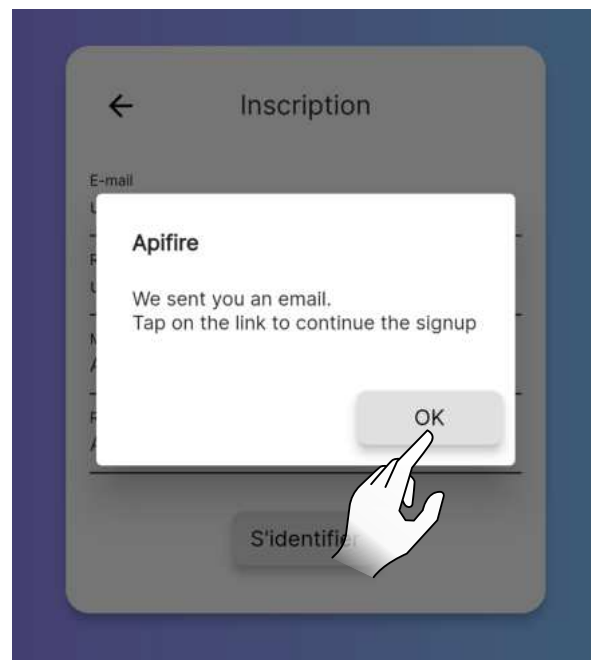 Inscription
E-mail
Apifire
We sent you an email.
Tap on the link to continue the signup
OK
S'identifier